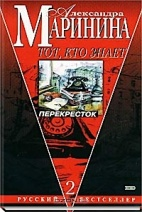 Александра
МАРИНИНА
ТОТ, КТО ЗНАЕТ
ПЕРЕКРЕСТОК
2
РУССКИЙ БЕСТСЕЛЛЕР